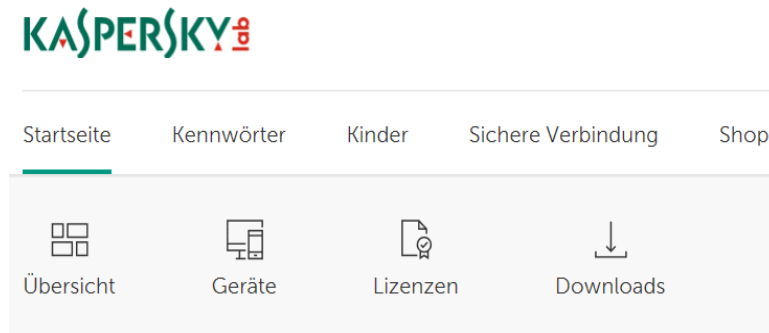 KASPERSKY lab
Startseite Kennwörter Kinder Sichere Verbindung Shop
Übersicht Geräte Lizenzen Downloads